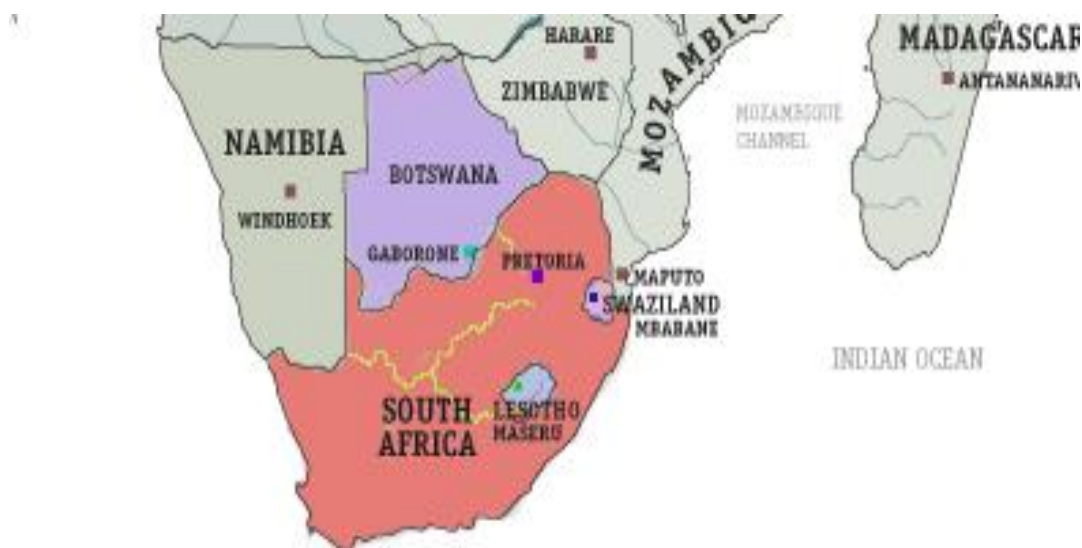 HARARE
MADAGASCAR
ANTANANARIV
ZIMBABWE
MOZAMBIQ
MOZAMBIQUE
CHANNEL
NAMIBIA
BOTSWANA
WINDHOEK
GABORONE
PRETORIA
MAPUTO
SWAZILAND
MBABANE
INDIAN OCEAN
SOUTH
AFRICA
LESOTHO
MASERU